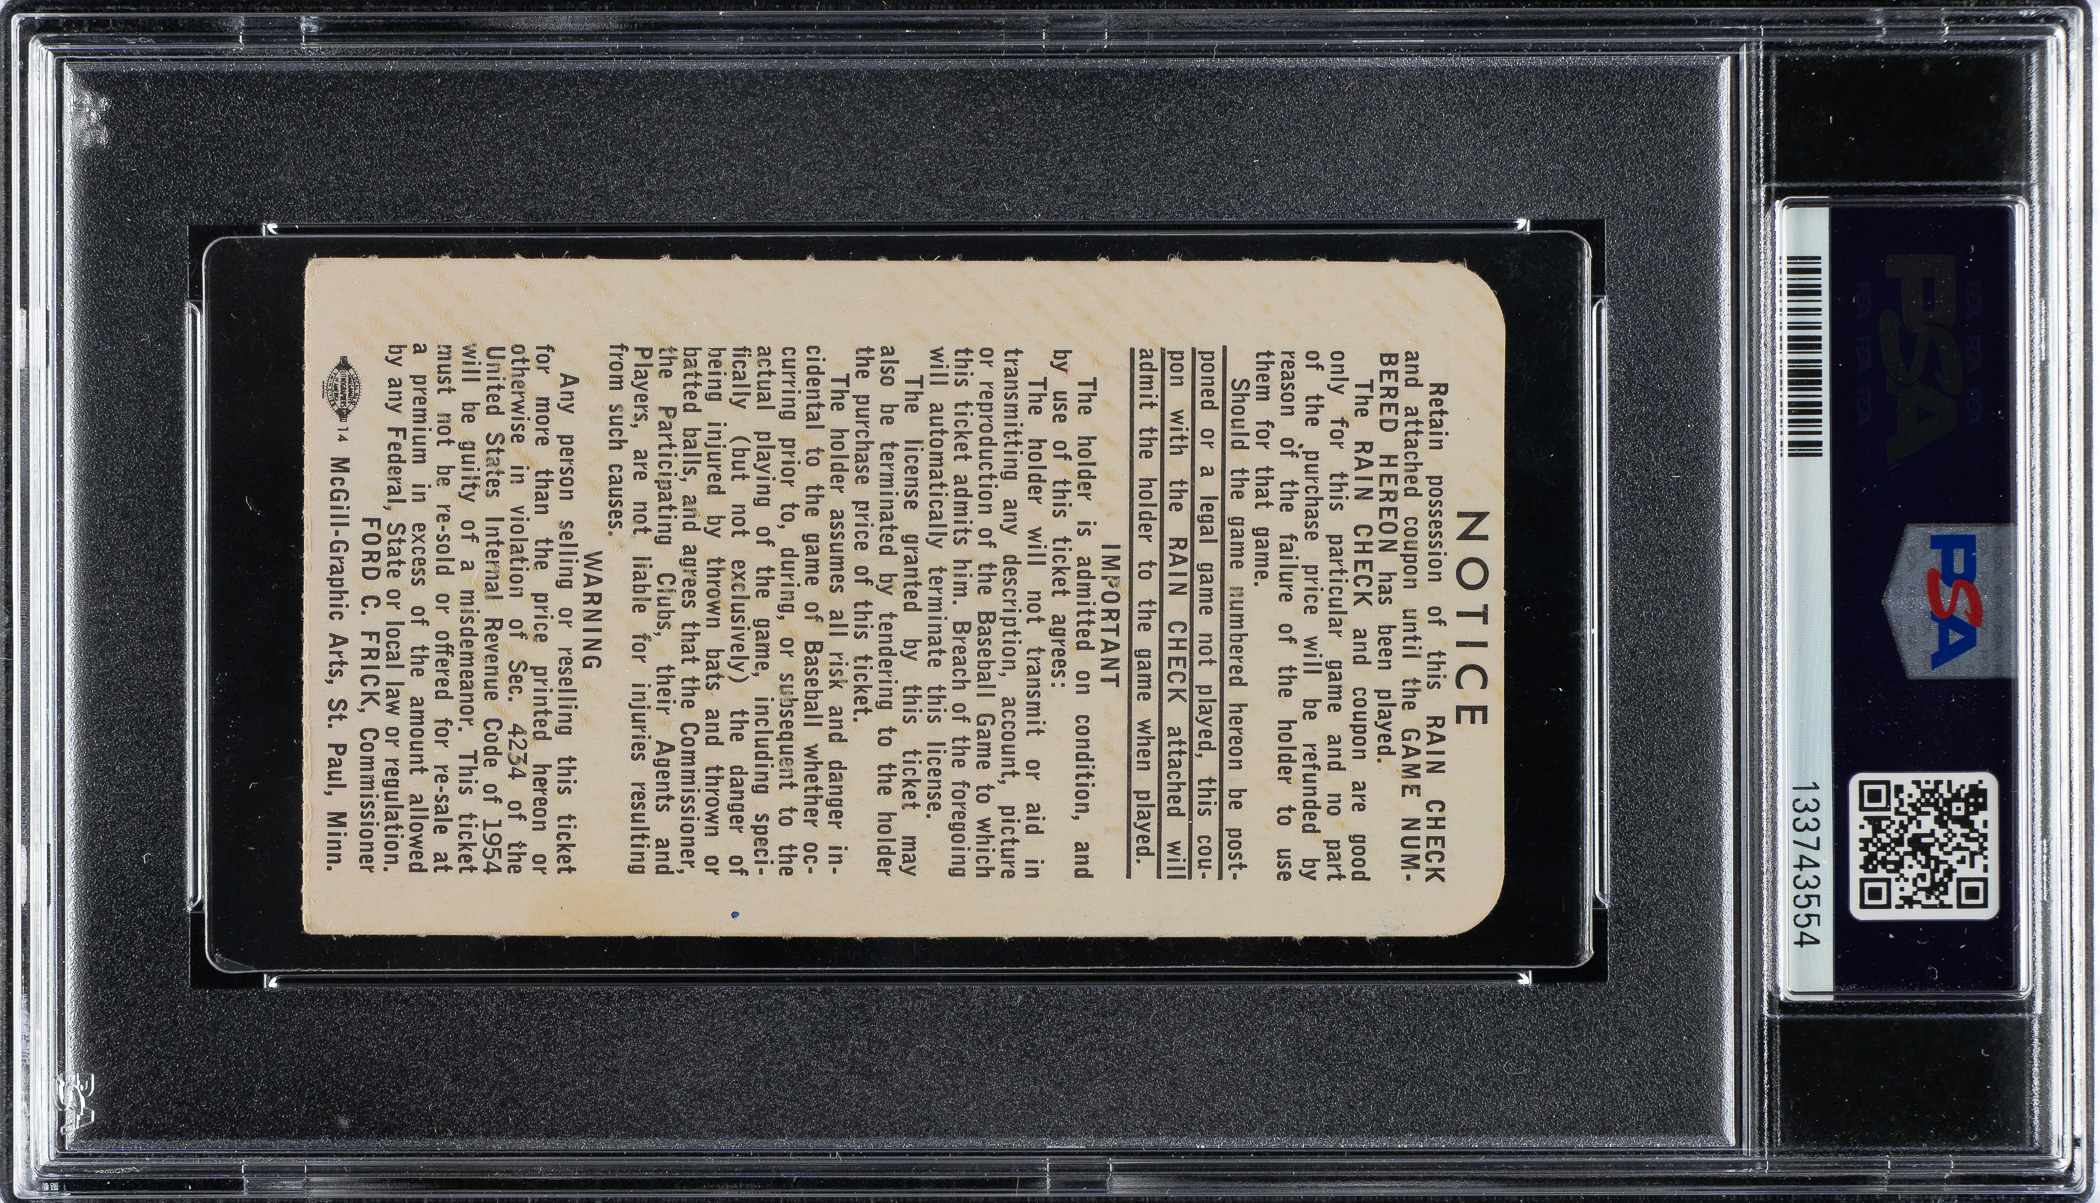 NOTICE
Retain possession of this RAIN CHECK
and attached coupon until the GAME NUM-
BERED HEREON has been played.
The RAIN CHECK and coupon are good
only for this particular game and no part
of the purchase price will be refunded by
reason of the failure of the holder to use
them for that game.
Should the game numbered hereon be post-
poned or a legal game not played, this cou-
pon with the RAIN CHECK attached will
admit the holder to the game when played.
IMPORTANT
The holder is admitted on condition, and
by use of this ticket agrees:
The holder will not transmit or aid in
transmitting any description, account, picture
or reproduction of the Baseball Game to which
this ticket admits him. Breach of the foregoing
will automatically terminate this license.
The license granted by this ticket may
also be terminated by tendering to the holder
the purchase price of this ticket.
The holder assumes all risk and danger in-
cidental to the game of Baseball whether oc-
curring prior to, during, or subsequent to the
actual playing of the game, including speci-
fically (but not exclusively) the danger of
being injured by thrown bats and thrown or
batted balls, and agrees that the Commissioner,
the Participating Clubs, their Agents and
Players, are not liable for injuries resulting
from such causes.
WARNING
Any person selling or reselling this ticket
for more than the price printed hereon or
otherwise in violation of Sec. 4234 of the
United States Internal Revenue Code of 1954
will be guilty of a misdemeanor. This ticket
must not be re-sold or offered for re-sale at
a premium in excess of the amount allowed
by any Federal, State or local law or regulation.
FORD C. FRICK, Commissioner
14 McGill-Graphic Arts, St. Paul, Minn.
PSA
PSA
133743554
PSA